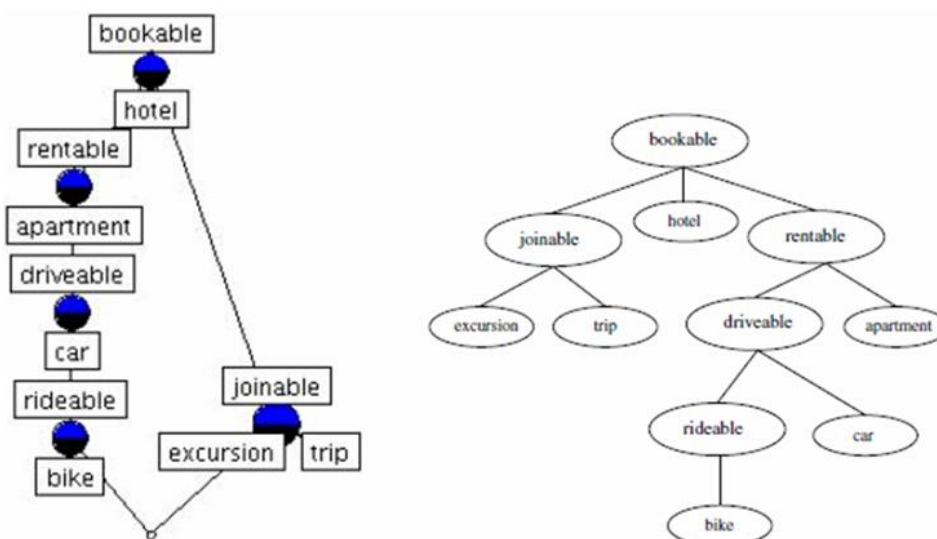 bookable
hotel
rentable
apartment
driveable
car
rideable
bike
joinable
excursion
trip
bookable
joinable
hotel
rentable
excursion
trip
driveable
apartment
rideable
car
bike